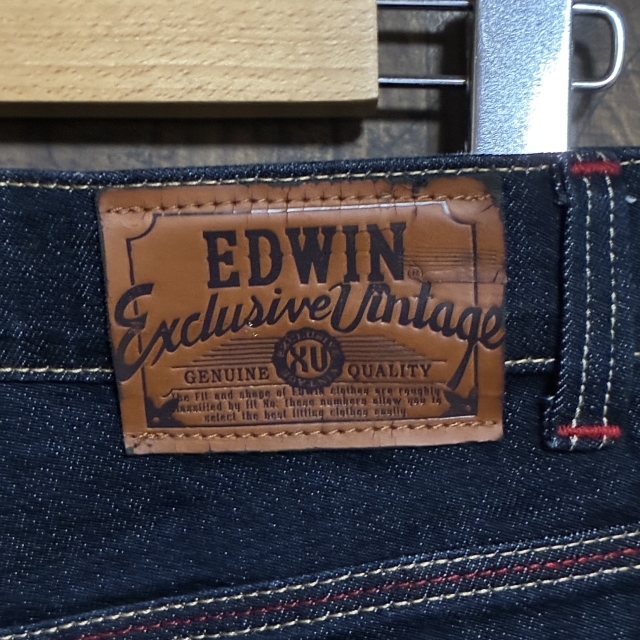 EDWIN
Exclusive Vintage
XV
GENUINE QUALITY
The Fit and shape of Edwin clothes are roughly
classified by Fit No. These numbers allow you to
select the best fitting clothes easily.